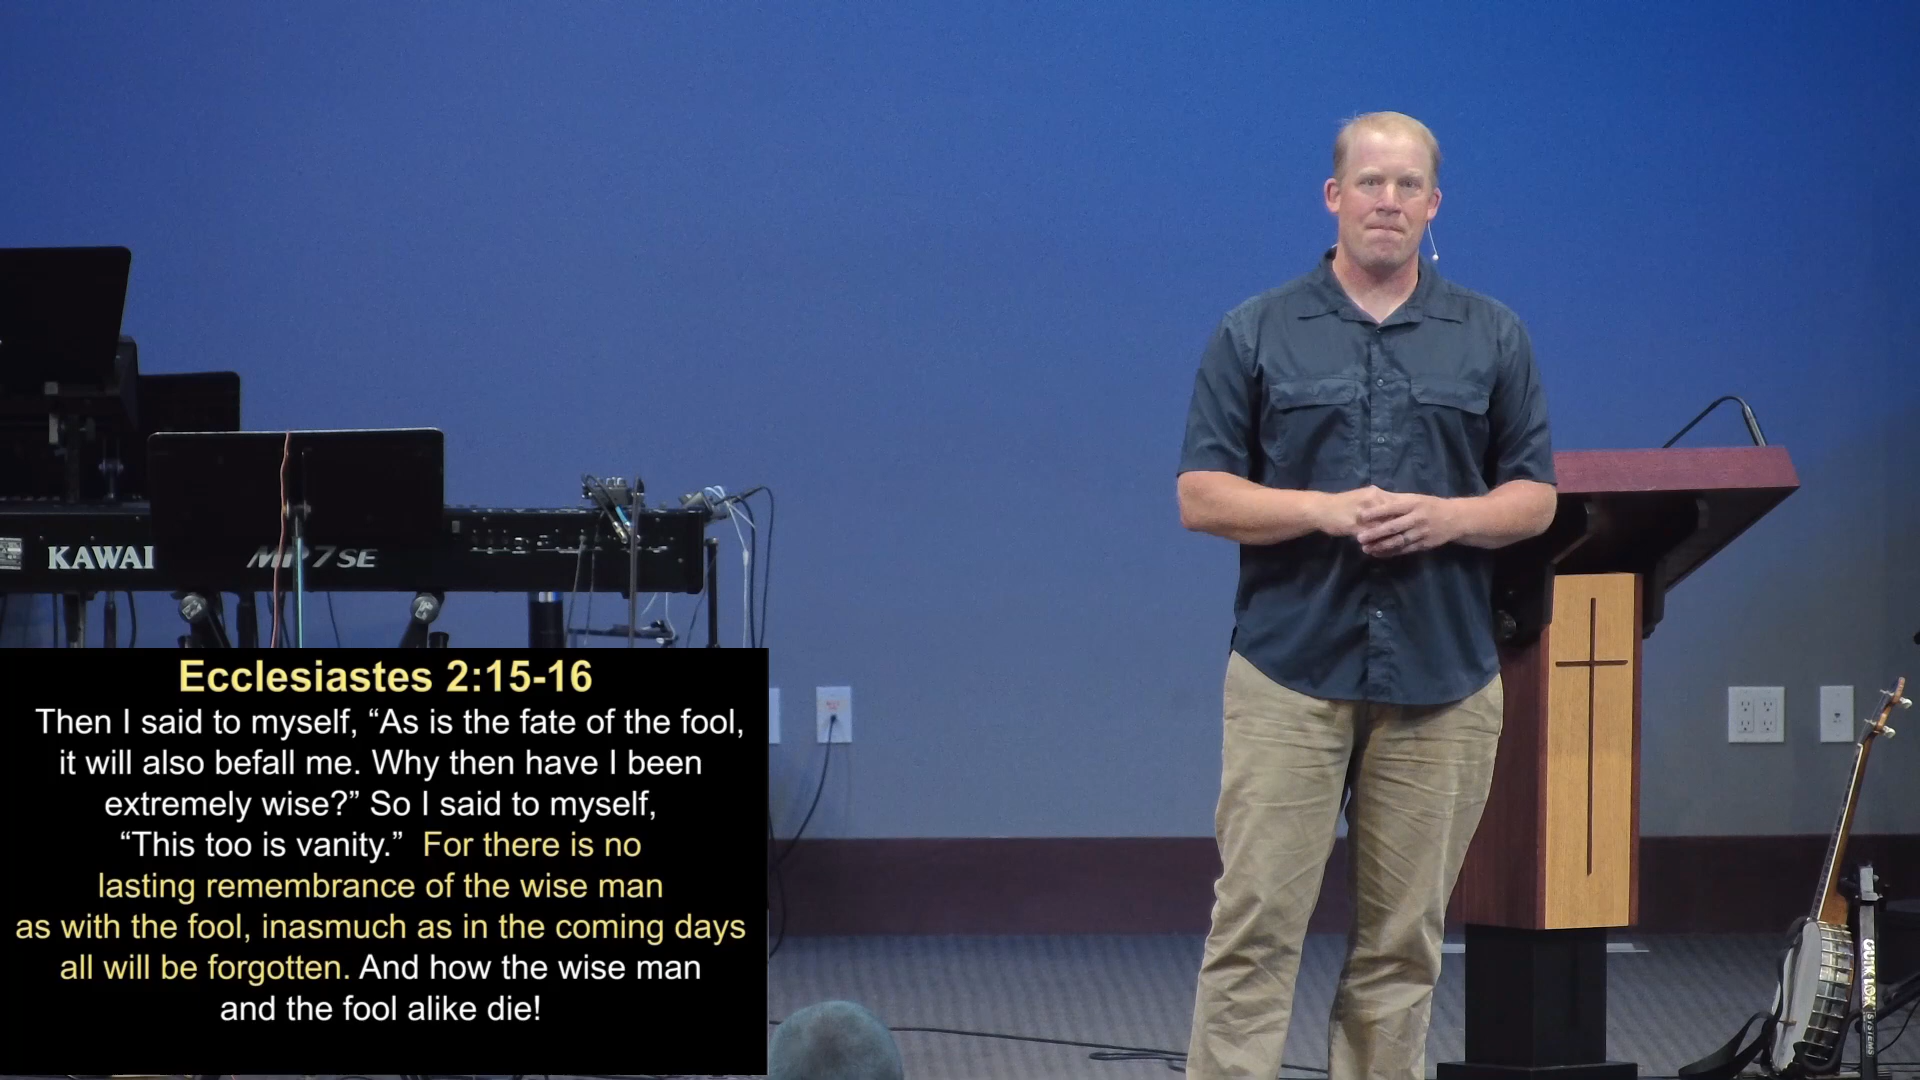 KAWAI
MP7SE
Ecclesiastes 2:15-16
Then I said to myself, “As is the fate of the fool,
it will also befall me. Why then have I been
extremely wise?” So I said to myself,
“This too is vanity.”  For there is no
lasting remembrance of the wise man
as with the fool, inasmuch as in the coming days
all will be forgotten. And how the wise man
and the fool alike die!
QUIK LOK
SYSTEMS